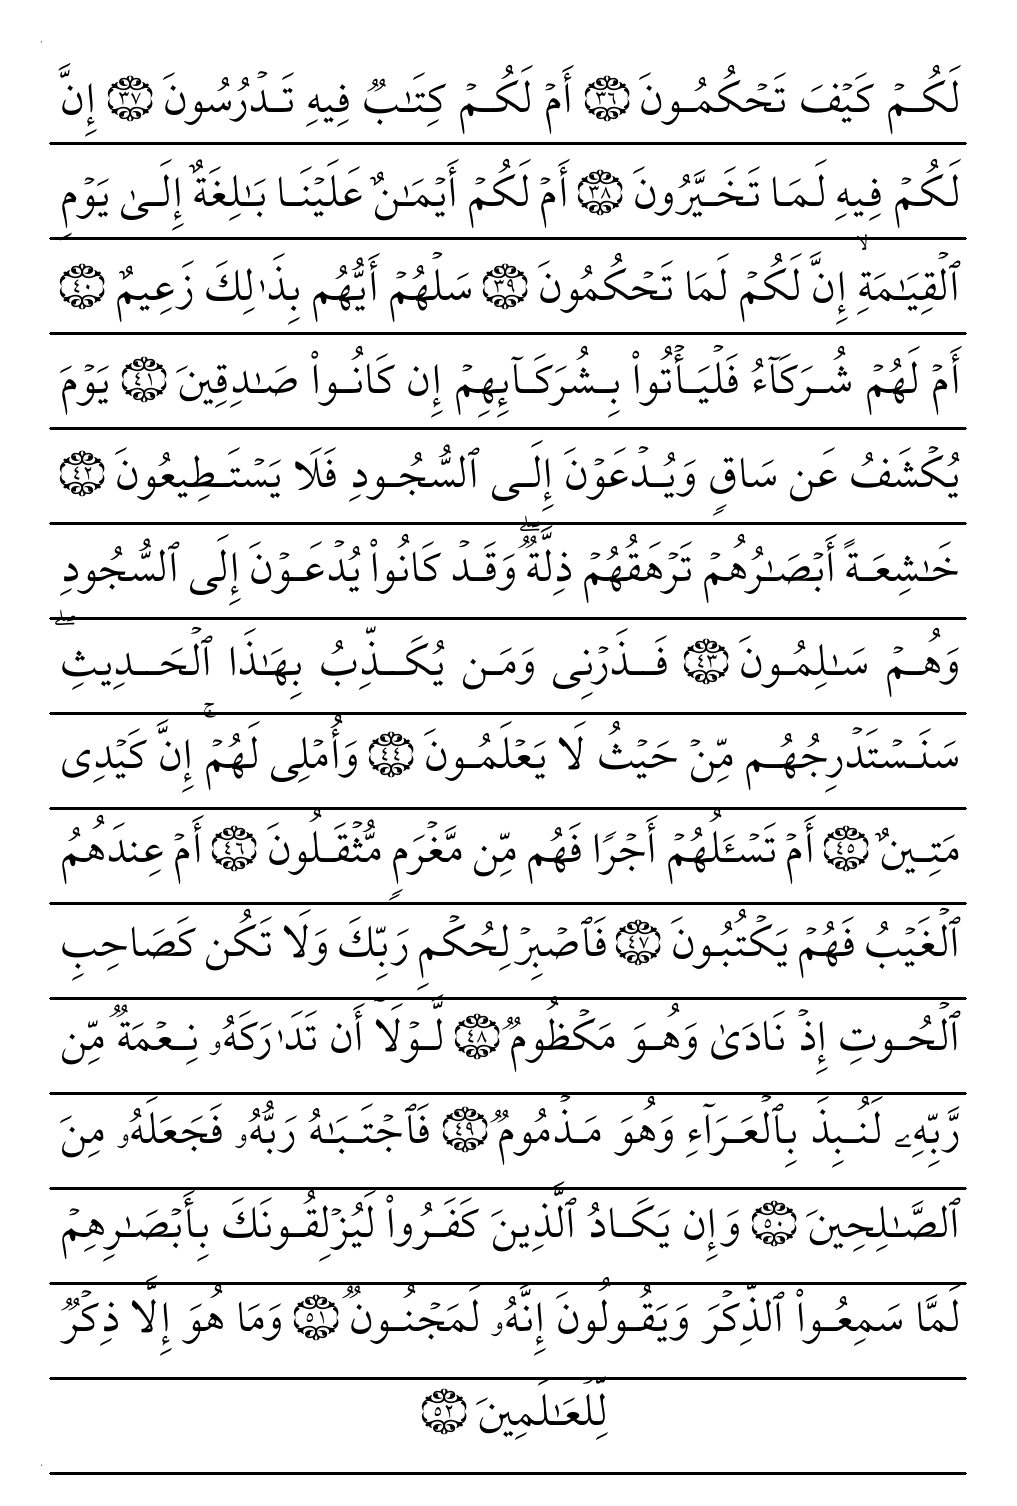 لَكُمۡ كَيۡفَ تَحۡكُمُونَ ٣٦ أَمۡ لَكُمۡ كِتَٰبٞ فِيهِ تَدۡرُسُونَ ٣٧ إِنَّ
لَكُمۡ فِيهِ لَمَا تَخَيَّرُونَ ٣٨ أَمۡ لَكُمۡ أَيۡمَٰنٌ عَلَيۡنَا بَٰلِغَةٌ إِلَىٰ يَوۡمِ
ٱلۡقِيَٰمَةِ ۙ إِنَّ لَكُمۡ لَمَا تَحۡكُمُونَ ٣٩ سَلۡهُمۡ أَيُّهُم بِذَٰلِكَ زَعِيمٌ ٤٠
أَمۡ لَهُمۡ شُرَكَآءُ فَلۡيَأۡتُواْ بِشُرَكَآئِهِمۡ إِن كَانُواْ صَٰدِقِينَ ٤١ يَوۡمَ
يُكۡشَفُ عَن سَاقٖ وَيُدۡعَوۡنَ إِلَى ٱلسُّجُودِ فَلَا يَسۡتَطِيعُونَ ٤٢
خَٰشِعَةً أَبۡصَٰرُهُمۡ تَرۡهَقُهُمۡ ذِلَّةٞۖ وَقَدۡ كَانُواْ يُدۡعَوۡنَ إِلَى ٱلسُّجُودِ
وَهُمۡ سَٰلِمُونَ ٤٣ فَذَرۡنِي وَمَن يُكَذِّبُ بِهَٰذَا ٱلۡحَدِيثِۖ
سَنَسۡتَدۡرِجُهُم مِّنۡ حَيۡثُ لَا يَعۡلَمُونَ ٤٤ وَأُمۡلِي لَهُمۡۚ إِنَّ كَيۡدِي
مَتِينٌ ٤٥ أَمۡ تَسۡـَٔلُهُمۡ أَجۡرٗا فَهُم مِّن مَّغۡرَمٖ مُّثۡقَلُونَ ٤٦ أَمۡ عِندَهُمُ
ٱلۡغَيۡبُ فَهُمۡ يَكۡتُبُونَ ٤٧ فَٱصۡبِرۡ لِحُكۡمِ رَبِّكَ وَلَا تَكُن كَصَاحِبِ
ٱلۡحُوتِ إِذۡ نَادَىٰ وَهُوَ مَكۡظُومٞ ٤٨ لَّوۡلَآ أَن تَدَٰرَكَهُۥ نِعۡمَةٞ مِّن
رَّبِّهِۦ لَنُبِذَ بِٱلۡعَرَآءِ وَهُوَ مَذۡمُومٞ ٤٩ فَٱجۡتَبَٰهُ رَبُّهُۥ فَجَعَلَهُۥ مِنَ
ٱلصَّٰلِحِينَ ٥٠ وَإِن يَكَادُ ٱلَّذِينَ كَفَرُواْ لَيُزۡلِقُونَكَ بِأَبۡصَٰرِهِمۡ
لَمَّا سَمِعُواْ ٱلذِّكۡرَ وَيَقُولُونَ إِنَّهُۥ لَمَجۡنُونٞ ٥١ وَمَا هُوَ إِلَّا ذِكۡرٞ
لِّلۡعَٰلَمِينَ ٥٢